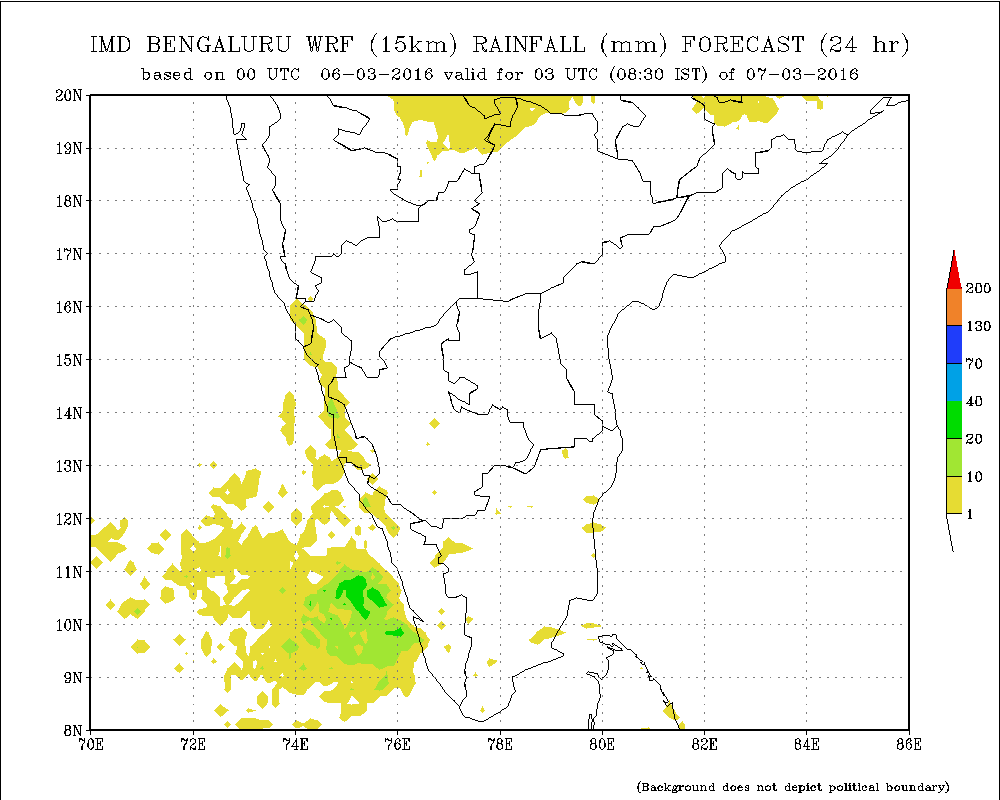 IMD BENGALURU WRF (15km) RAINFALL (mm) FORECAST (24 hr)
based on 00 UTC 06-03-2016 valid for 03 UTC (08:30 IST) of 07-03-2016
20N
19N
18N
17N
16N
15N
14N
13N
12N
11N
10N
9N
8N
70E 72E 74E 76E 78E 80E 82E 84E 86E
200
130
70
40
20
10
1
(Background does not depict political boundary)